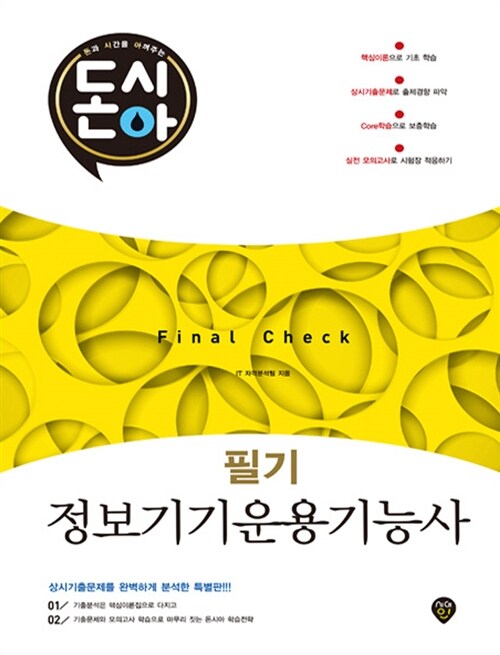 돈과 시간을 아껴주는
돈시아
핵심이론으로 기초 학습
상시기출문제로 출제경향 파악
Core학습으로 보충학습
실전 모의고사로 시험장 적응하기
Final Check
IT 자격분석팀 지음
필기
정보기기운용기능사
상시기출문제를 완벽하게 분석한 특별판!!!
01/ 기출분석은 핵심이론집으로 다지고
02/ 기출문제와 모의고사 학습으로 마무리 짓는 돈시아 학습전략
시대인